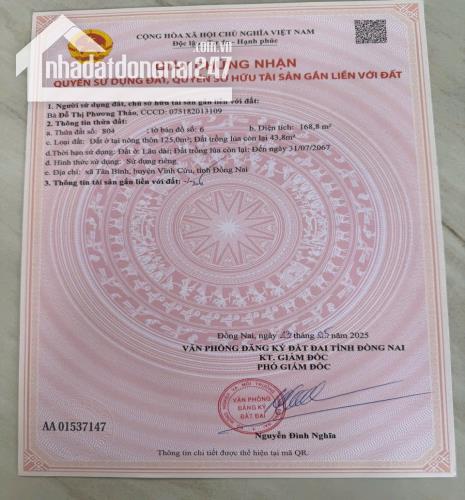 CỘNG HÒA XÃ HỘI CHỦ NGHĨA VIỆT NAM
Độc lập - Tự do - Hạnh phúc
.com.vn
nhadatdongnai247
NHẬN
QUYỀN SỬ DỤNG ĐẤT, QUYỀN SỞ HỮU TÀI SẢN GẮN LIỀN VỚI ĐẤT
1. Người sử dụng đất, chủ sở hữu tài sản gắn liền với đất:
Bà Đỗ Thị Phương Thảo, CCCD: 075182013109
2. Thông tin thửa đất:
a. Thửa đất số: 804 ; tờ bản đồ số: 6 b. Diện tích: 168,8 m²
c. Loại đất: Đất ở tại nông thôn 125,0m²; Đất trồng lúa còn lại 43,8m²
d.Thời hạn sử dụng: Đất ở: Lâu dài; Đất trồng lúa còn lại: Đến ngày 31/07/2067
đ. Hình thức sử dụng: Sử dụng riêng
e. Địa chỉ: xã Tân Bình, huyện Vĩnh Cửu, tỉnh Đồng Nai
3. Thông tin tài sản gắn liền với đất:
Đồng Nai, ngày tháng năm 2025
VĂN PHÒNG ĐĂNG KÝ ĐẤT ĐAI TỈNH ĐỒNG NAI
KT. GIÁM ĐỐC
PHÓ GIÁM ĐỐC
VĂN PHÒNG
ĐĂNG KÝ
ĐẤT ĐAI
AA 01537147
Nguyễn Đình Nghĩa
Thông tin chi tiết được thể hiện tại mã QR.